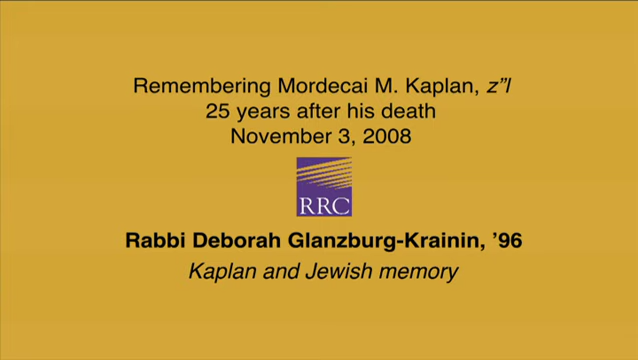 Remembering Mordecai M. Kaplan, z”l
25 years after his death
November 3, 2008
RRC
Rabbi Deborah Glanzburg-Krainin, ’96
Kaplan and Jewish memory